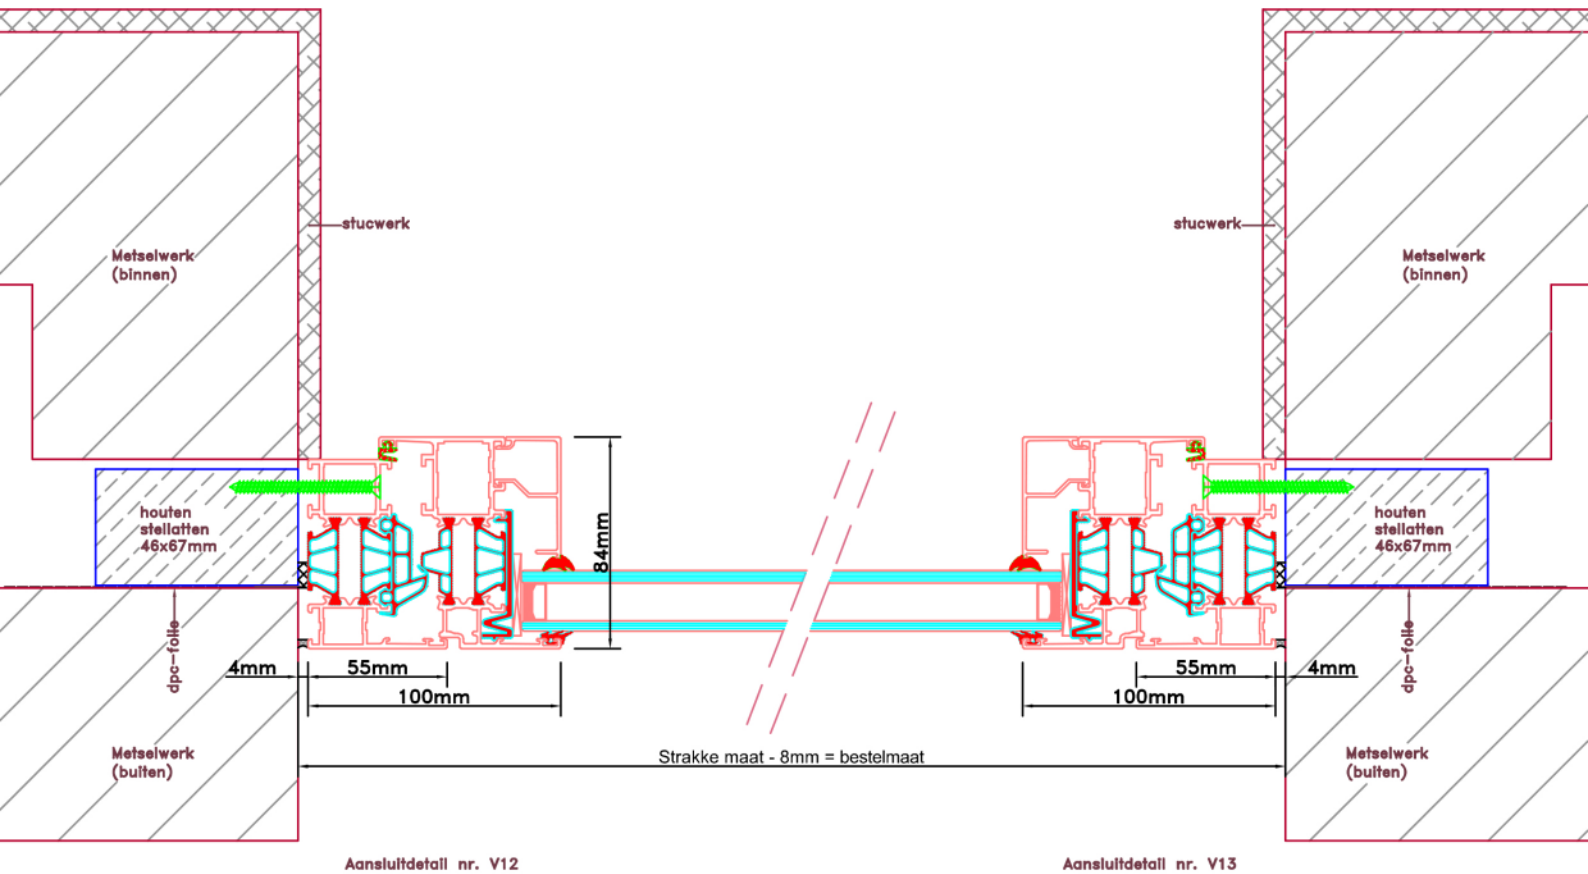 stucwerk
stucwerk
Metselwerk
(binnen)
Metselwerk
(binnen)
houten
stellatten
46x67mm
84mm
houten
stellatten
46x67mm
dpc-folie
dpc-folie
4mm
55mm
55mm
4mm
100mm
100mm
Metselwerk
(buiten)
Strakke maat - 8mm = bestelmaat
Metselwerk
(buiten)
Aansluitdetail nr. V12
Aansluitdetail nr. V13